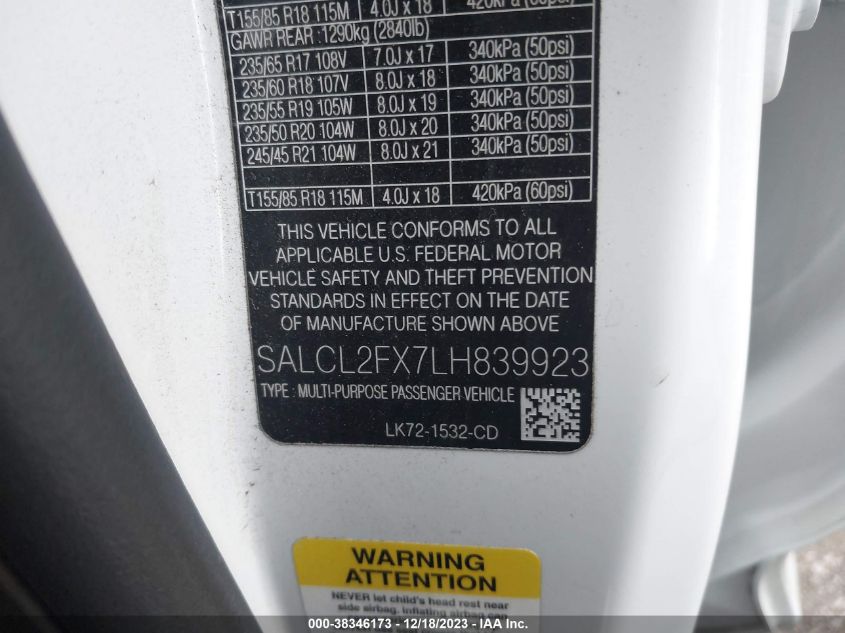 T155/85 R18 115M 4.0J x 18 420kPa (60psi)
GAWR REAR :1290kg (2840lb)
235/65 R17 108V 7.0J x 17 340kPa (50psi)
235/60 R18 107V 8.0J x 18 340kPa (50psi)
235/55 R19 105W 8.0J x 19 340kPa (50psi)
235/50 R20 104W 8.0J x 20 340kPa (50psi)
245/45 R21 104W 8.0J x 21 340kPa (50psi)
T155/85 R18 115M 4.0J x 18 420kPa (60psi)
THIS VEHICLE CONFORMS TO ALL
APPLICABLE U.S. FEDERAL MOTOR
VEHICLE SAFETY AND THEFT PREVENTION
STANDARDS IN EFFECT ON THE DATE
OF MANUFACTURE SHOWN ABOVE
SALCL2FX7LH839923
TYPE : MULTI-PURPOSE PASSENGER VEHICLE
LK72-1532-CD
WARNING
ATTENTION
NEVER let child's head rest near
side airbag. inflating airbag can
000-38346173 - 12/18/2023 - IAA Inc.